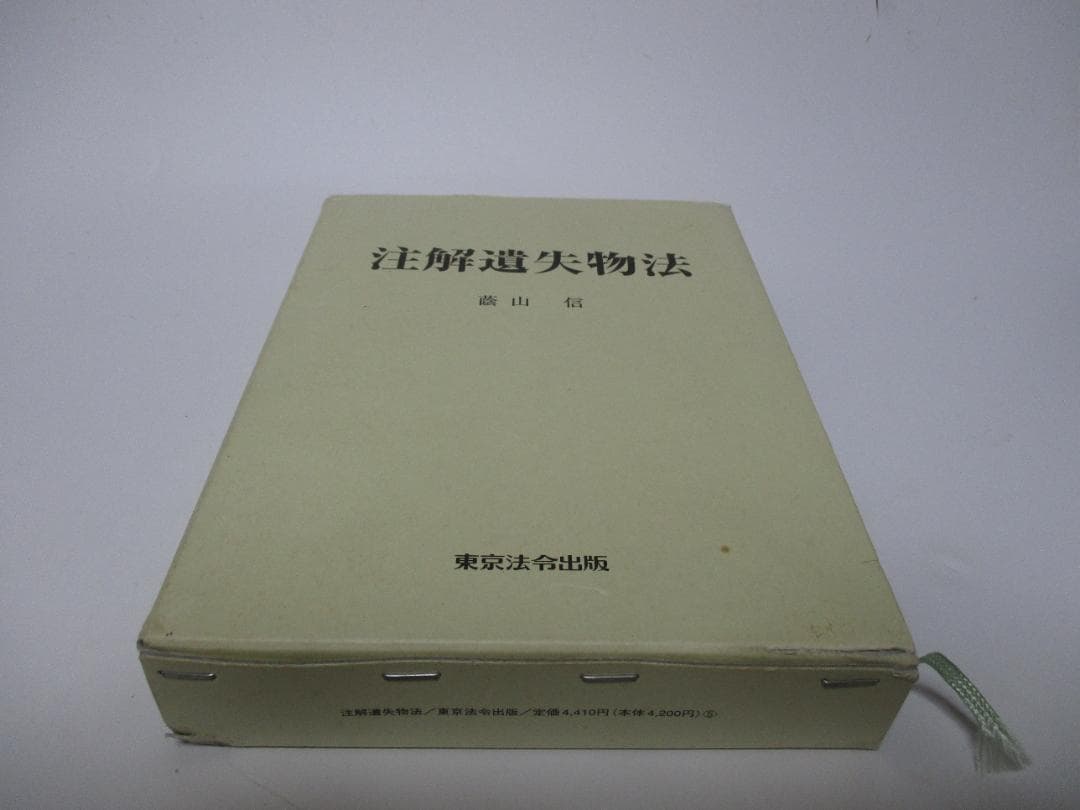 注解遺失物法
蔭山 信
東京法令出版
注解遺失物法/東京法令出版/定価4,410円(本体4,200円)⑤